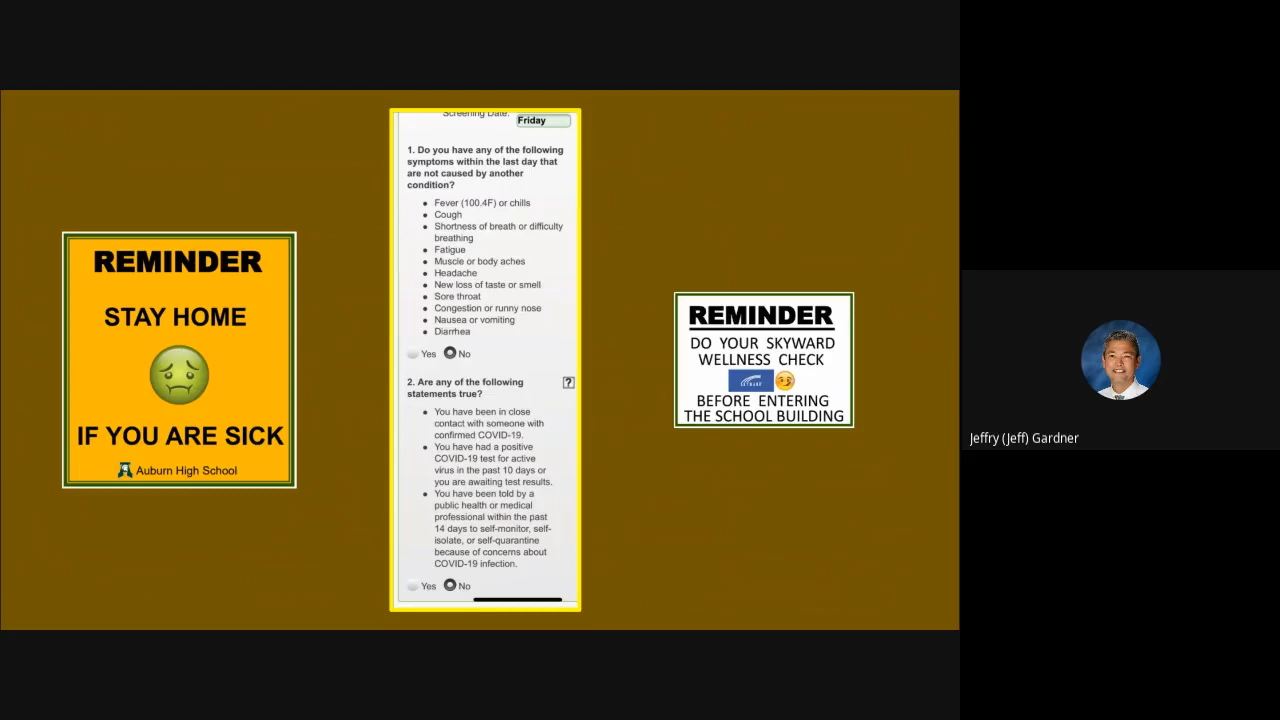 REMINDER
STAY HOME
IF YOU ARE SICK
Auburn High School
Screening Date:
Friday
1. Do you have any of the following
symptoms within the last day that
are not caused by another
condition?
• Fever (100.4F) or chills
• Cough
• Shortness of breath or difficulty
breathing
• Fatigue
• Muscle or body aches
• Headache
• New loss of taste or smell
• Sore throat
• Congestion or runny nose
• Nausea or vomiting
• Diarrhea
Yes No
2. Are any of the following
statements true?
?
• You have been in close
contact with someone with
confirmed COVID-19.
• You have had a positive
COVID-19 test for active
virus in the past 10 days or
you are awaiting test results.
• You have been told by a
public health or medical
professional within the past
14 days to self-monitor, self-
isolate, or self-quarantine
because of concerns about
COVID-19 infection.
Yes No
REMINDER
DO YOUR SKYWARD
WELLNESS CHECK
BEFORE ENTERING
THE SCHOOL BUILDING
Jeffry (Jeff) Gardner